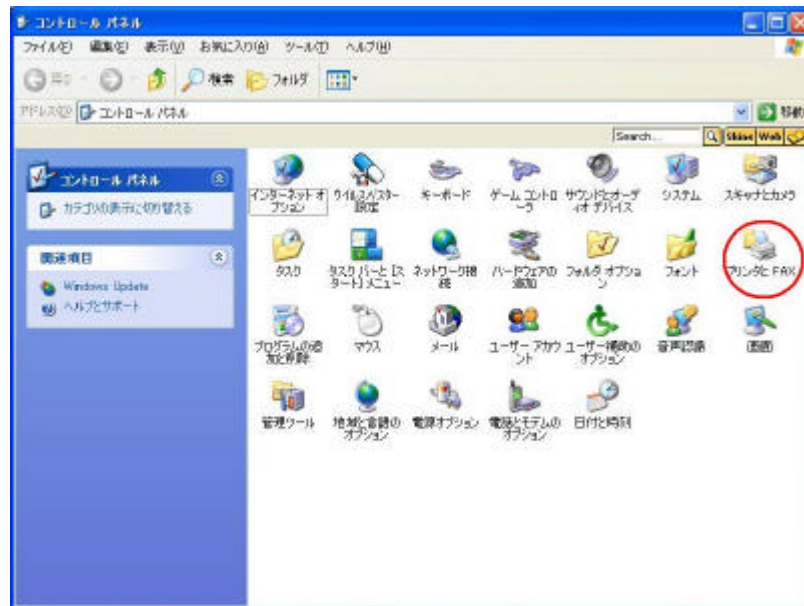 コントロール パネル
ファイル(F) 編集(E) 表示(V) お気に入り(A) ツール(T) ヘルプ(H)
戻る 検索 フォルダ
アドレス(D) コントロール パネル 移動
Search... Skins Web
コントロール パネル
カテゴリの表示に切り替える
関連項目
Windows Update
ヘルプとサポート
インターネット オ
プション
ウイルスバスター
設定
キーボード
ゲーム コントロ
ーラ
サウンドとオーデ
ィオ デバイス
システム
スキャナとカメラ
タスク
タスク バーと [ス
タート] メニュー
ネットワーク接
続
ハードウェアの
追加
フォルダ オプショ
ン
フォント
プリンタと FAX
プログラムの追
加と削除
マウス
メール
ユーザー アカウ
ント
ユーザー補助の
オプション
音声認識
画面
管理ツール
地域と言語の
オプション
電源オプション
電話とモデムの
オプション
日付と時刻